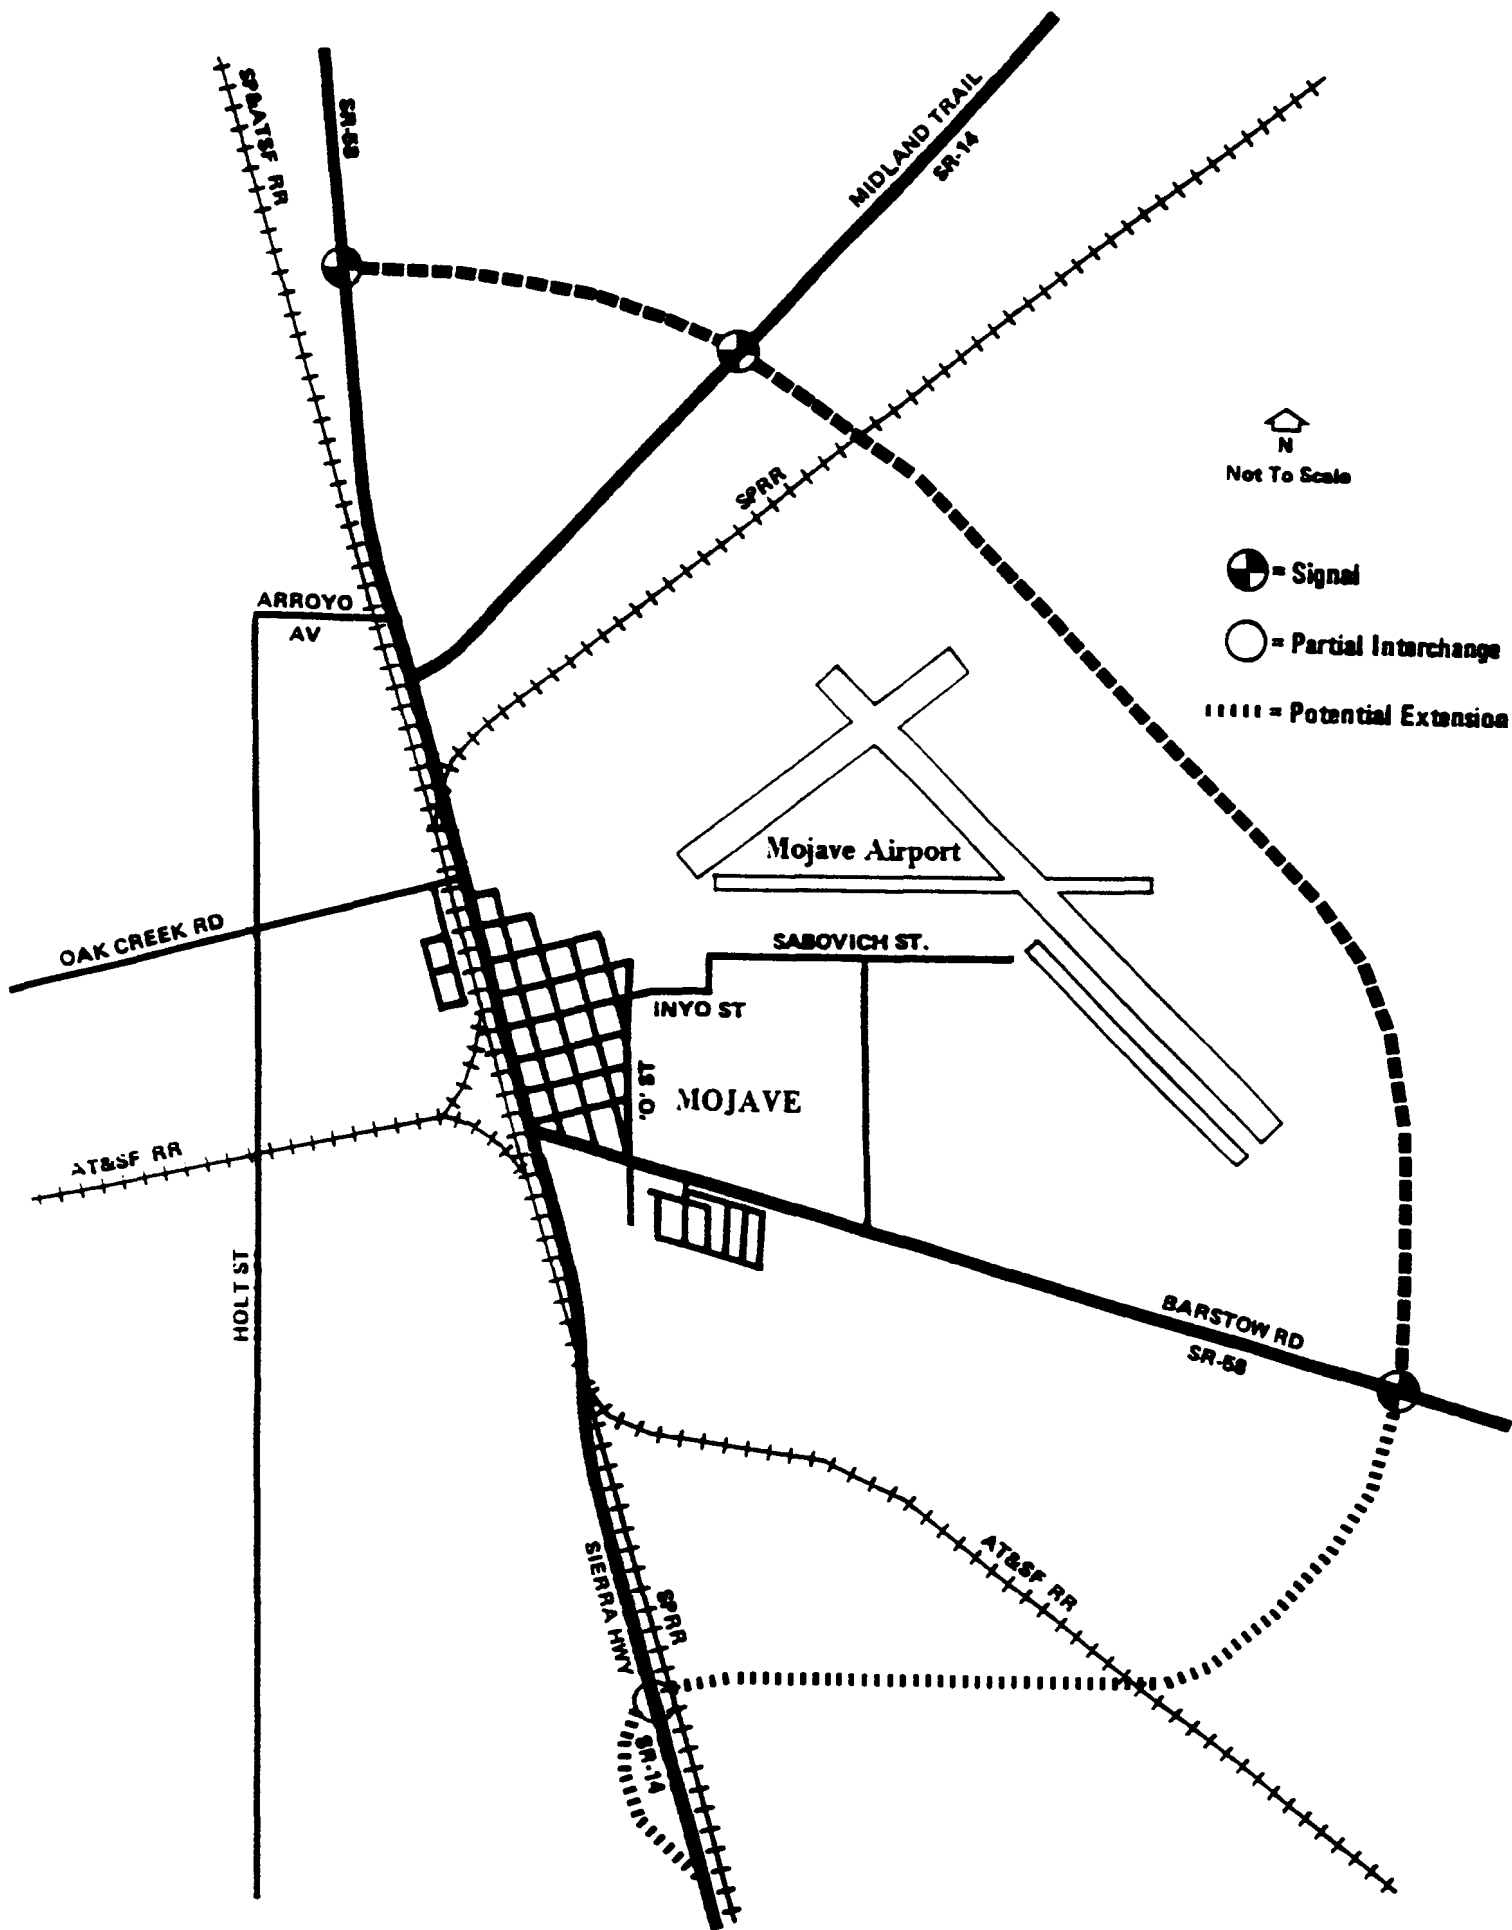 SP&ATSF RR
SR-58
MIDLAND TRAIL
SR-14
N
Not To Scale
SPRR
= Signal
ARROYO
AV
= Partial Interchange
= Potential Extension
Mojave Airport
OAK CREEK RD
SABOVICH ST.
INYO ST
'O' ST
MOJAVE
AT&SF RR
HOLT ST
BARSTOW RD
SR-58
AT&SF RR
SIERRA HWY
SPRR
SR-14